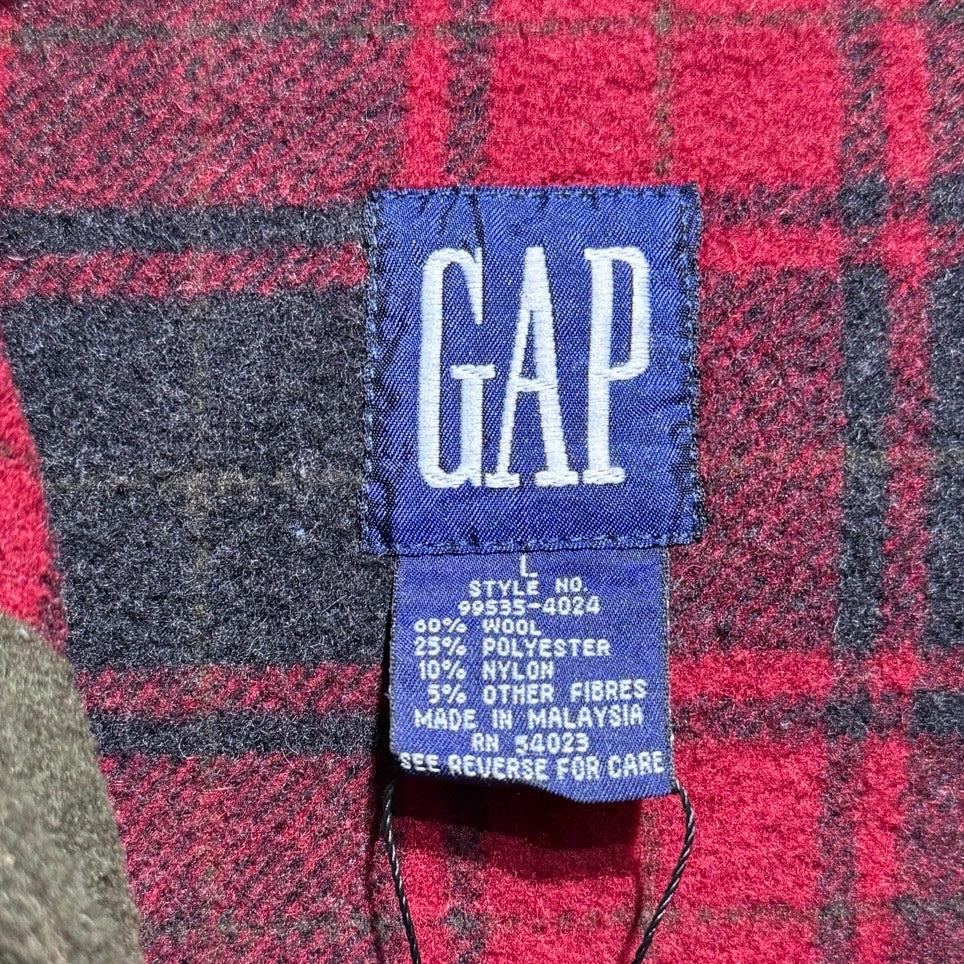 GAP
L
STYLE NO.
99535-4024
60% WOOL
25% POLYESTER
10% NYLON
5% OTHER FIBRES
MADE IN MALAYSIA
RN 54023
SEE REVERSE FOR CARE